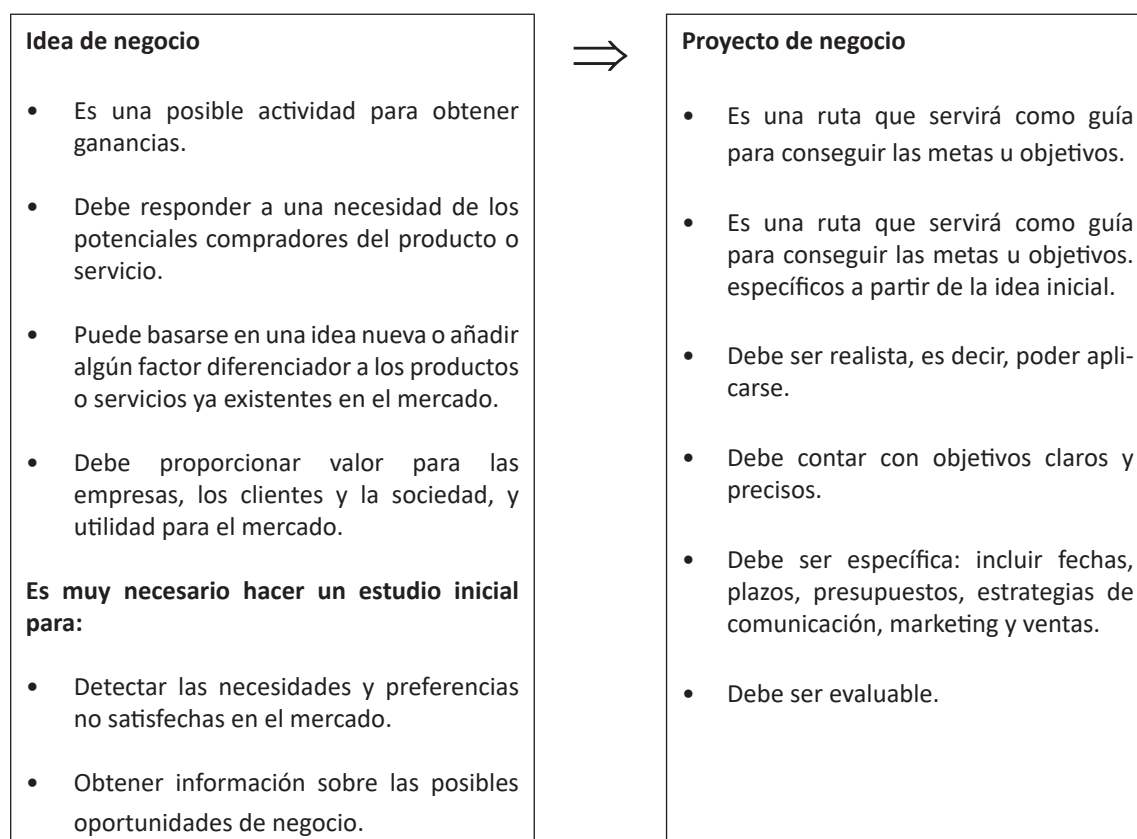 Idea de negocio
• Es una posible actividad para obtener
ganancias.
• Debe responder a una necesidad de los
potenciales compradores del producto o
servicio.
• Puede basarse en una idea nueva o añadir
algún factor diferenciador a los productos
o servicios ya existentes en el mercado.
• Debe proporcionar valor para las
empresas, los clientes y la sociedad, y
utilidad para el mercado.
Es muy necesario hacer un estudio inicial
para:
• Detectar las necesidades y preferencias
no satisfechas en el mercado.
• Obtener información sobre las posibles
oportunidades de negocio.
⇒
Proyecto de negocio
• Es una ruta que servirá como guía
para conseguir las metas u objetivos.
• Es una ruta que servirá como guía
para conseguir las metas u objetivos.
específicos a partir de la idea inicial.
• Debe ser realista, es decir, poder apli-
carse.
• Debe contar con objetivos claros y
precisos.
• Debe ser específica: incluir fechas,
plazos, presupuestos, estrategias de
comunicación, marketing y ventas.
• Debe ser evaluable.